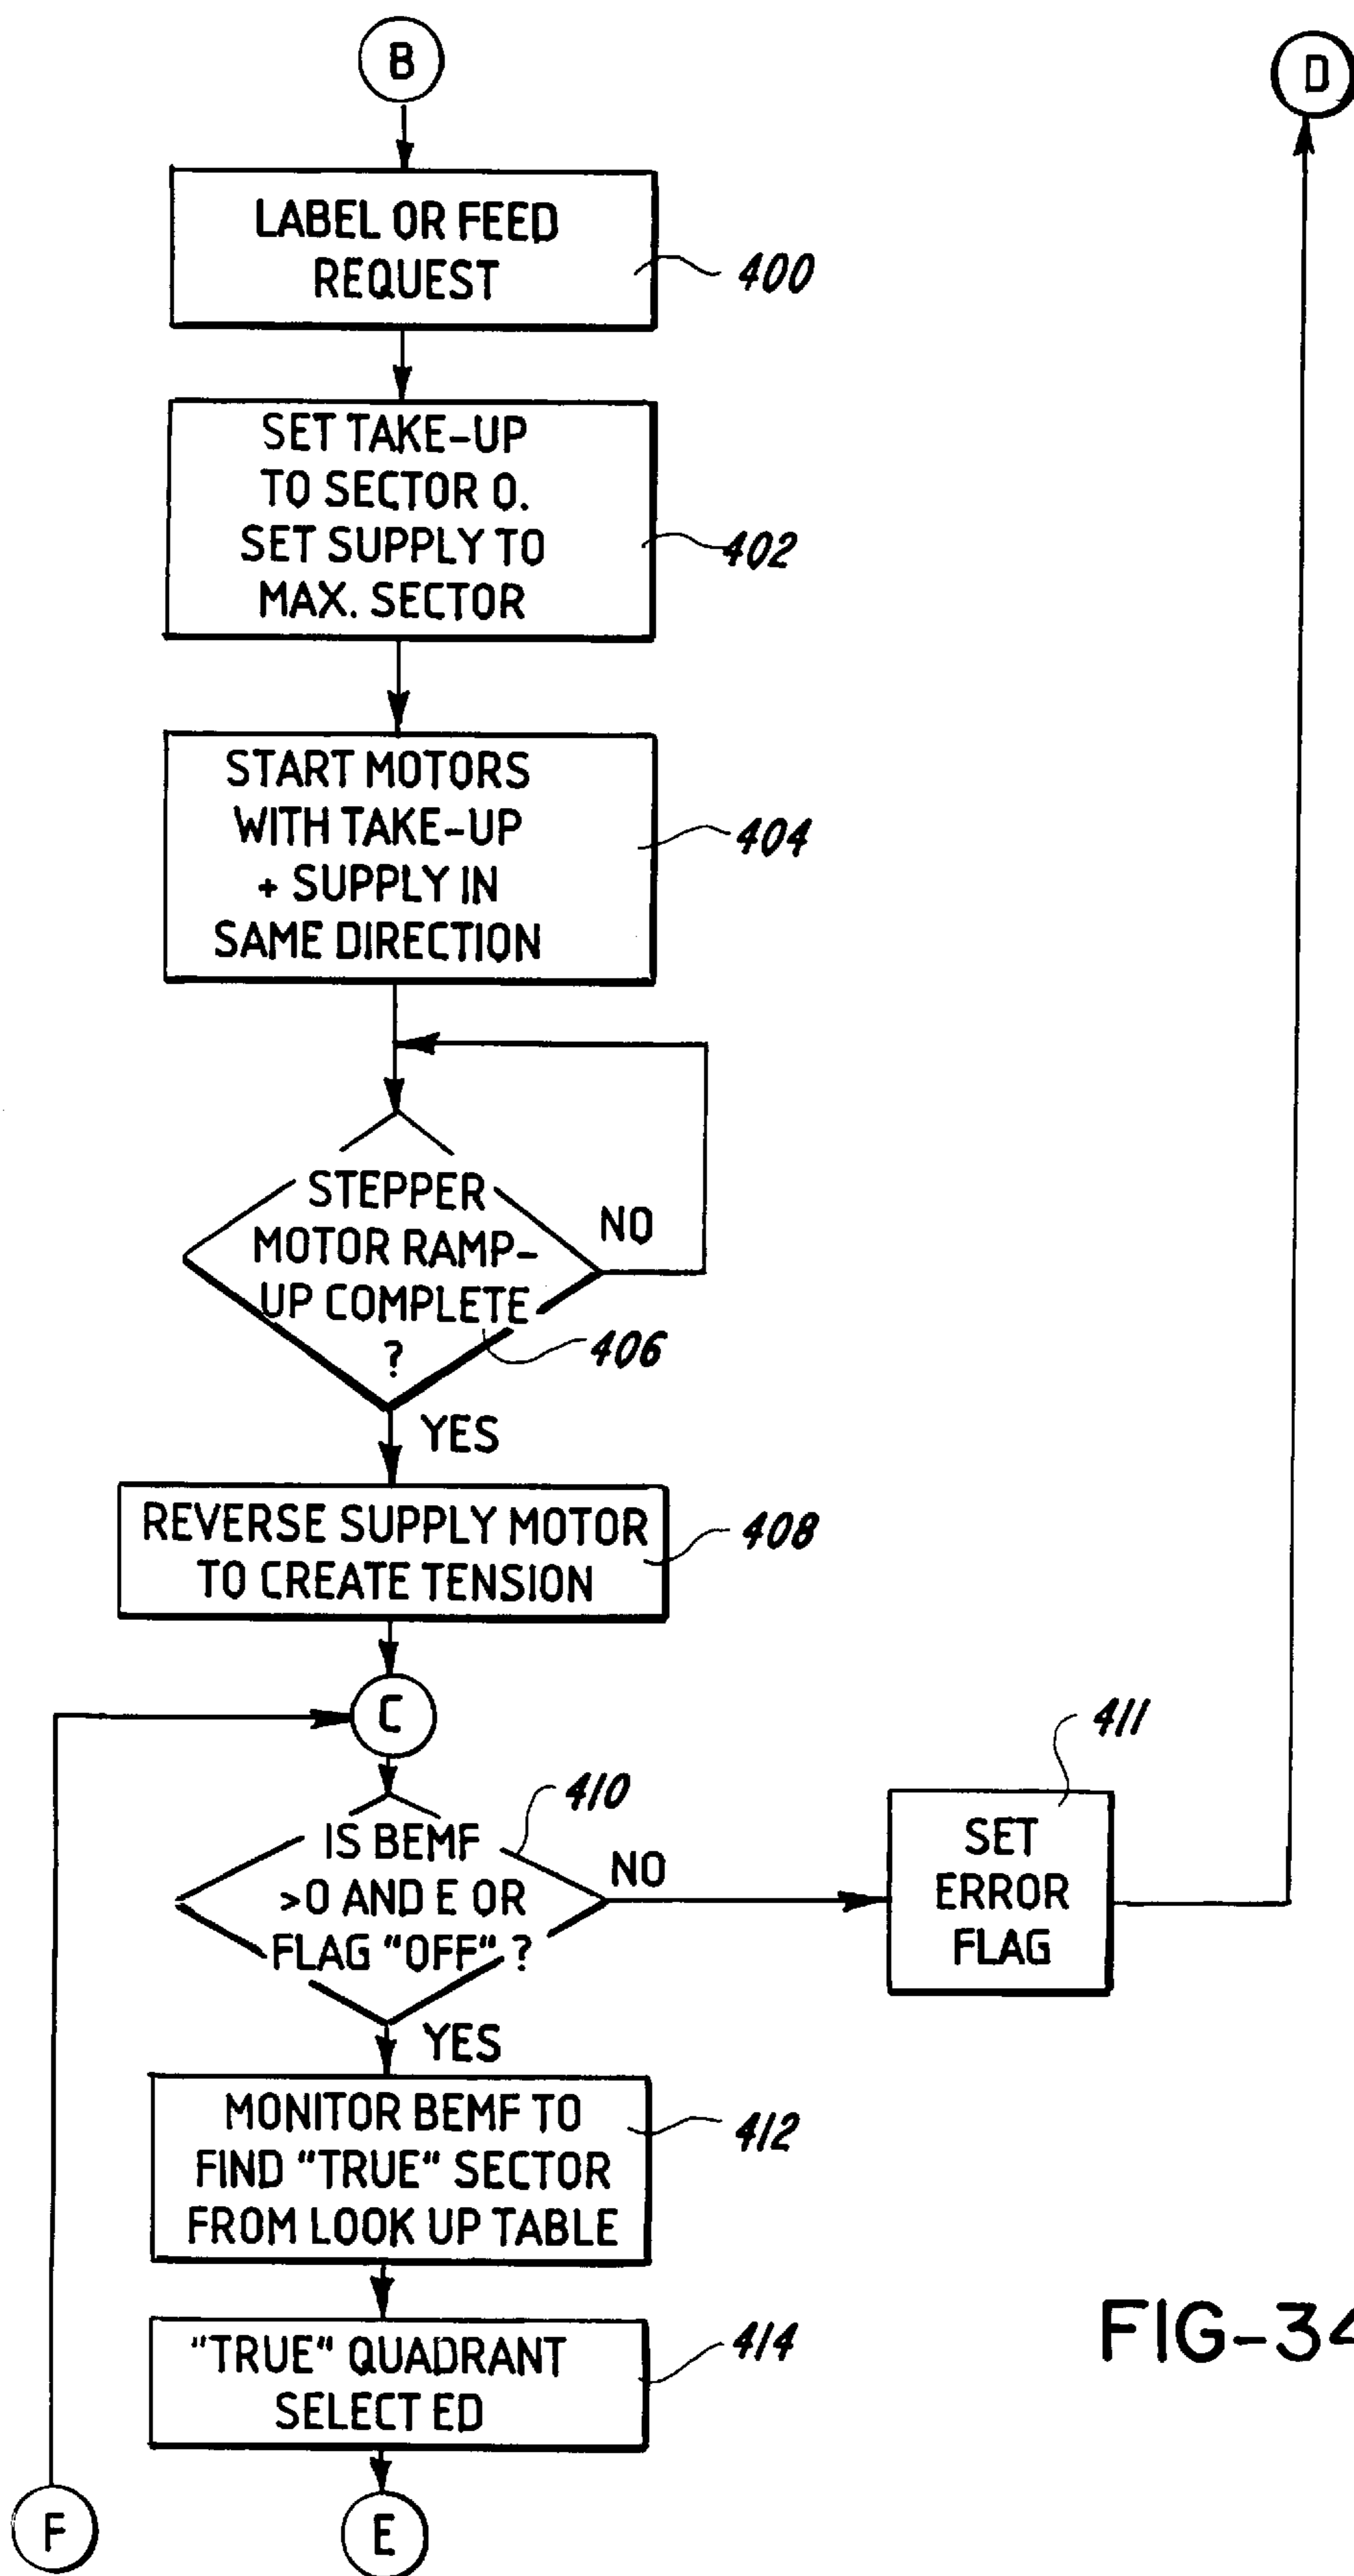 B
D
LABEL OR FEED
REQUEST
400
SET TAKE-UP
TO SECTOR 0.
SET SUPPLY TO
MAX. SECTOR
402
START MOTORS
WITH TAKE-UP
+ SUPPLY IN
SAME DIRECTION
404
STEPPER
MOTOR RAMP-
UP COMPLETE
?
NO
406
YES
REVERSE SUPPLY MOTOR
TO CREATE TENSION
408
C
411
410
IS BEMF
>0 AND E OR
FLAG "OFF" ?
NO
SET
ERROR
FLAG
YES
MONITOR BEMF TO
FIND "TRUE" SECTOR
FROM LOOK UP TABLE
412
"TRUE" QUADRANT
SELECT ED
414
FIG-34
F
E